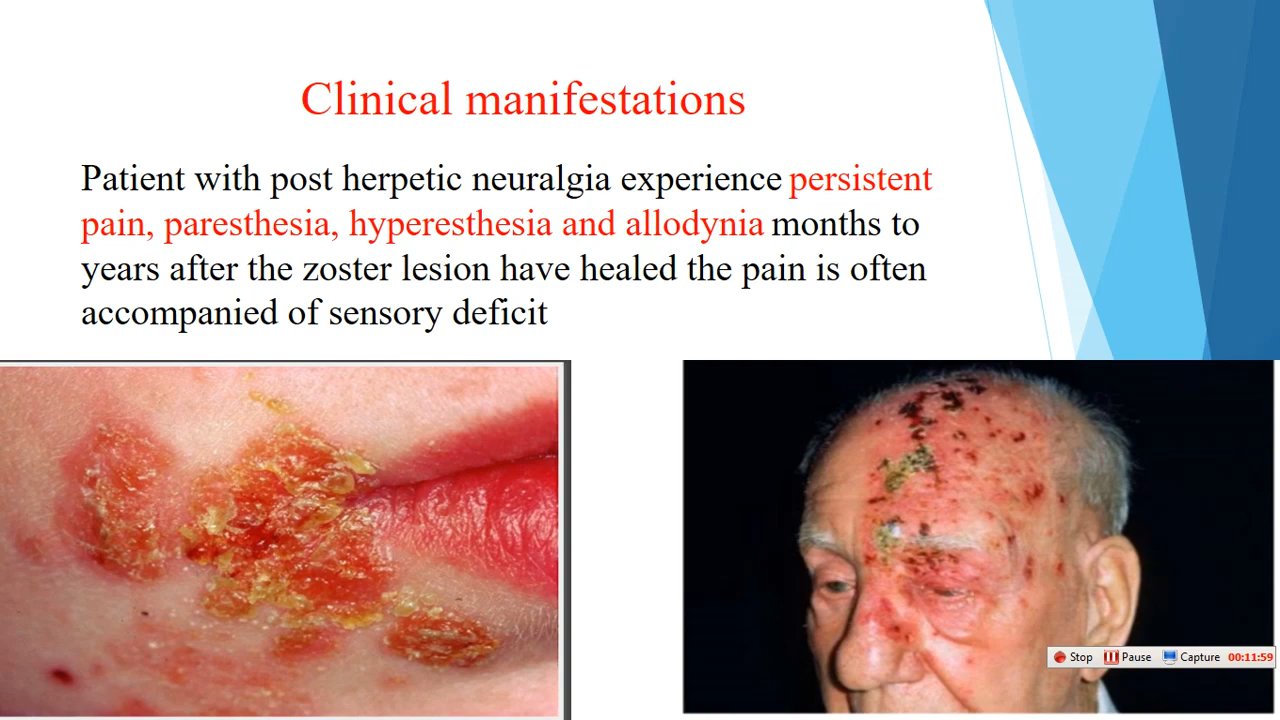 Clinical manifestations
Patient with post herpetic neuralgia experience persistent
pain, paresthesia, hyperesthesia and allodynia months to
years after the zoster lesion have healed the pain is often
accompanied of sensory deficit
Stop Pause Capture 00:11:59